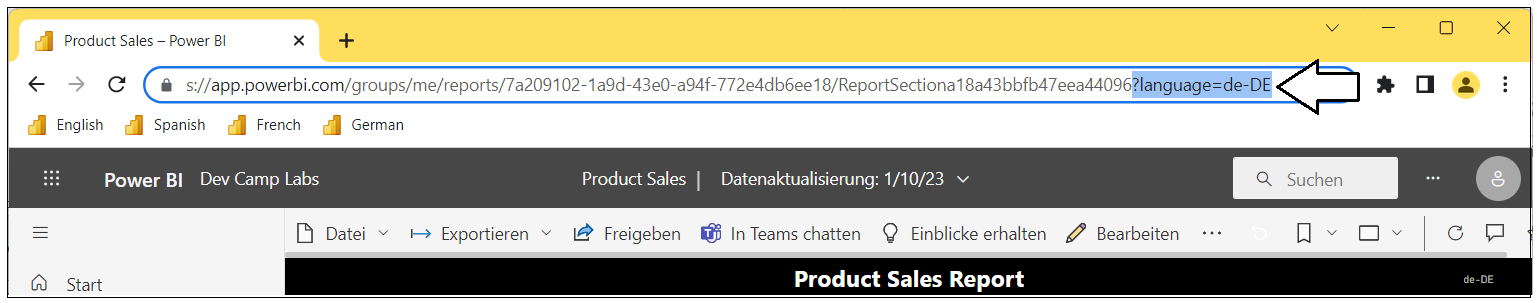 Product Sales – Power BI
s://app.powerbi.com/groups/me/reports/7a209102-1a9d-43e0-a94f-772e4db6ee18/ReportSectiona18a43bbfb47eea44096?language=de-DE
English Spanish French German
Power BI Dev Camp Labs Product Sales | Datenaktualisierung: 1/10/23 Suchen
Datei Exportieren Freigeben In Teams chatten Einblicke erhalten Bearbeiten
Start
Product Sales Report de-DE